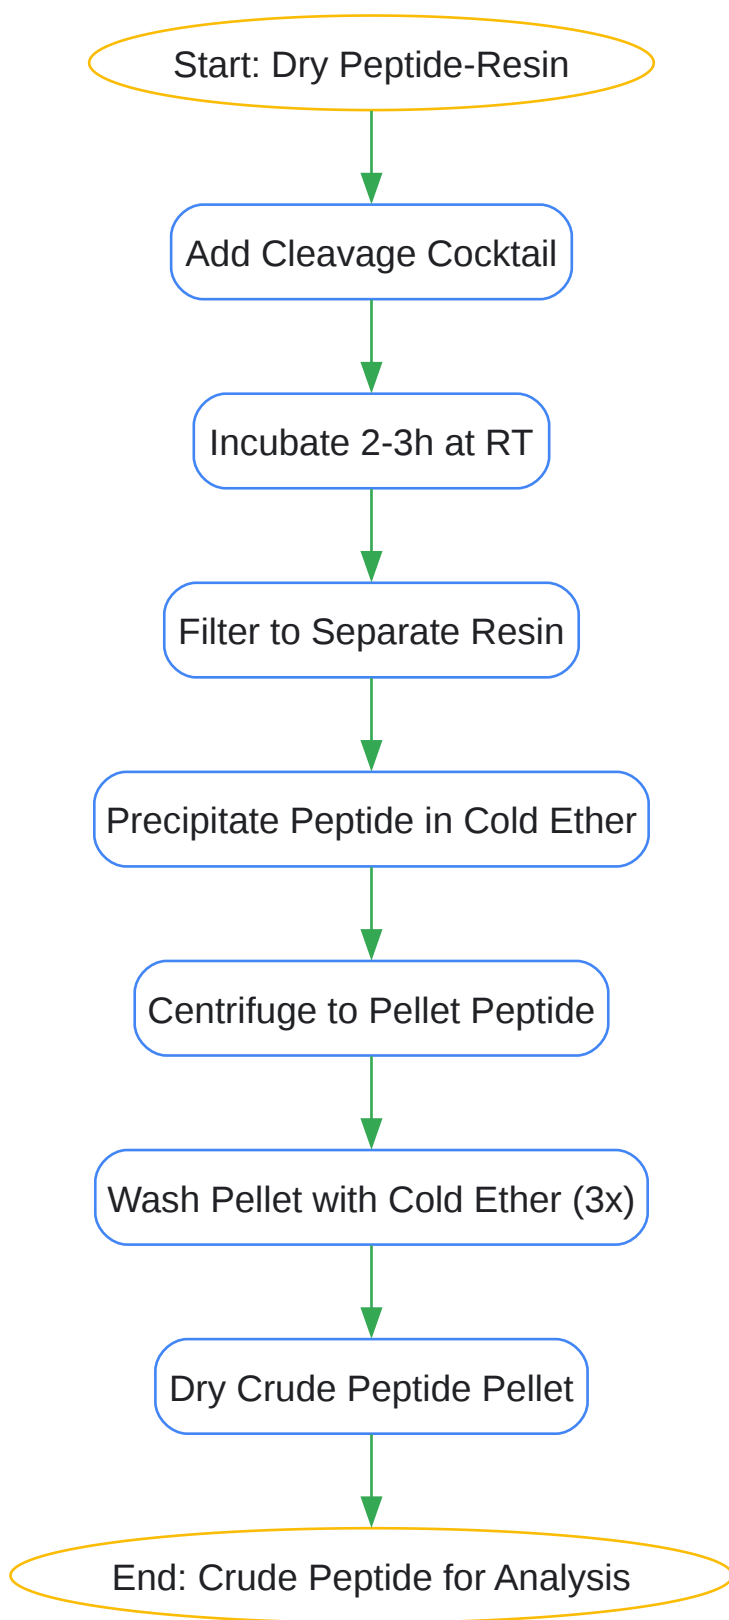 Start: Dry Peptide-Resin
Add Cleavage Cocktail
Incubate 2-3h at RT
Filter to Separate Resin
Precipitate Peptide in Cold Ether
Centrifuge to Pellet Peptide
Wash Pellet with Cold Ether (3x)
Dry Crude Peptide Pellet
End: Crude Peptide for Analysis